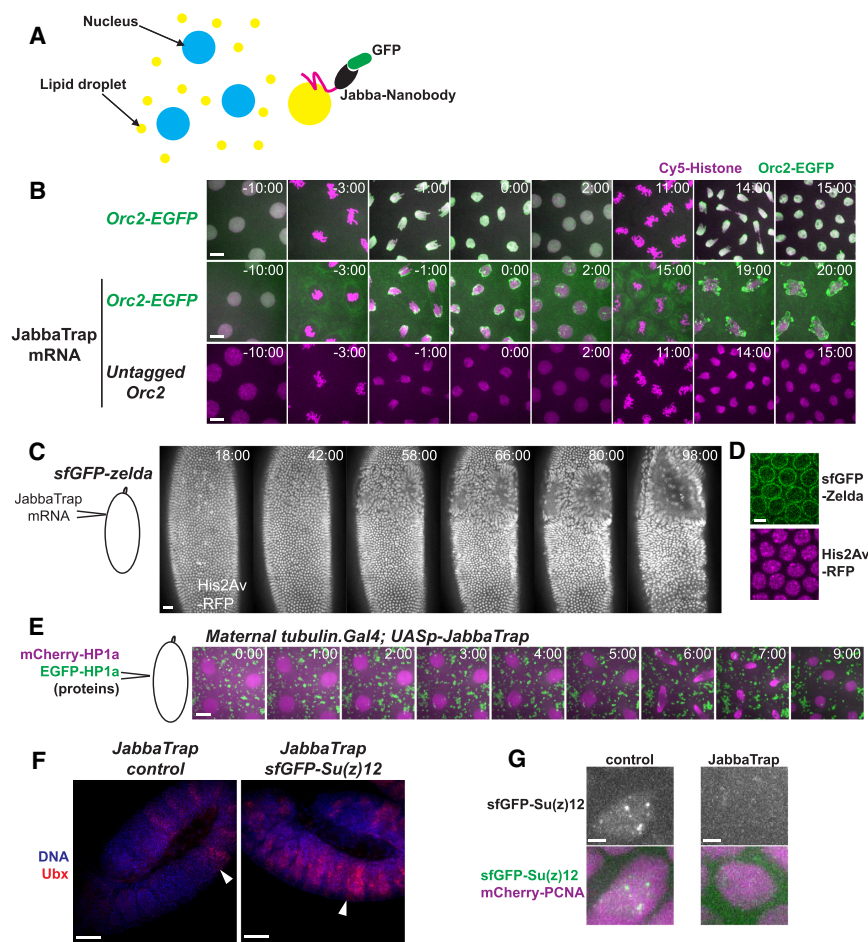 A
Nucleus
GFP
Lipid droplet
Jabba-Nanobody
B
Cy5-Histone Orc2-EGFP
Orc2-EGFP
-10:00 -3:00 -1:00 0:00 2:00 11:00 14:00 15:00
JabbaTrap
mRNA
Orc2-EGFP
-10:00 -3:00 -1:00 0:00 2:00 15:00 19:00 20:00
Untagged
Orc2
-10:00 -3:00 -1:00 0:00 2:00 11:00 14:00 15:00
C
sfGFP-zelda
JabbaTrap
mRNA
18:00 42:00 58:00 66:00 80:00 98:00
His2Av
-RFP
D
sfGFP
-Zelda
His2Av
-RFP
E
Maternal tubulin.Gal4; UASp-JabbaTrap
mCherry-HP1a
EGFP-HP1a
(proteins)
0:00 1:00 2:00 3:00 4:00 5:00 6:00 7:00 9:00
F
JabbaTrap
control
JabbaTrap
sfGFP-Su(z)12
DNA
Ubx
G
control JabbaTrap
sfGFP-Su(z)12
sfGFP-Su(z)12
mCherry-PCNA